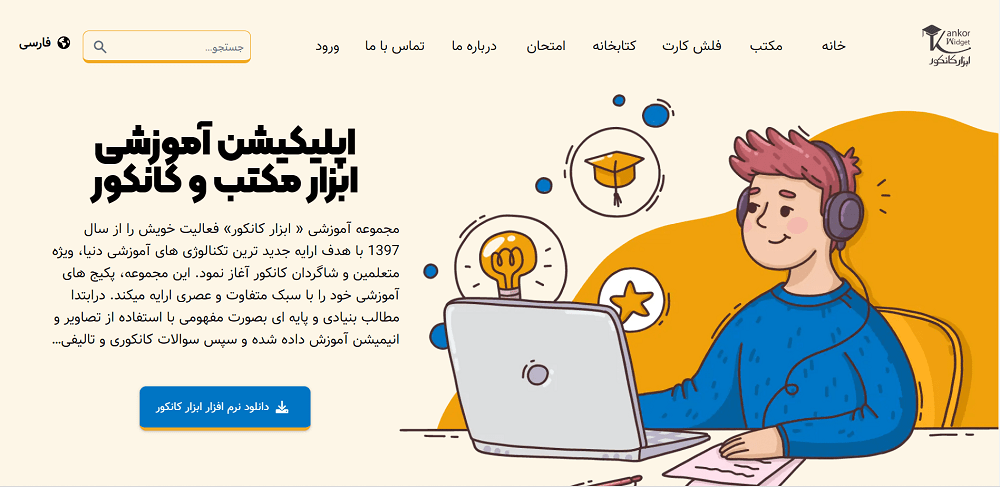 Kankor
Widget
ابزار کانکور
خانه
مکتب
فلش کارت
کتابخانه
امتحان
درباره ما
تماس با ما
ورود
جستجو...
فارسی
اپلیکیشن آموزشی
ابزار مکتب و کانکور
مجموعه آموزشی « ابزار کانکور» فعالیت خویش را از سال
1397 با هدف ارایه جدید ترین تکنالوژی های آموزشی دنیا، ویژه
متعلمین و شاگردان کانکور آغاز نمود. این مجموعه، پکیج های
آموزشی خود را با سبک متفاوت و عصری ارایه میکند. درابتدا
مطالب بنیادی و پایه ای بصورت مفهومی با استفاده از تصاویر و
انیمیشن آموزش داده شده و سپس سوالات کانکوری و تالیفی...
دانلود نرم افزار ابزار کانکور